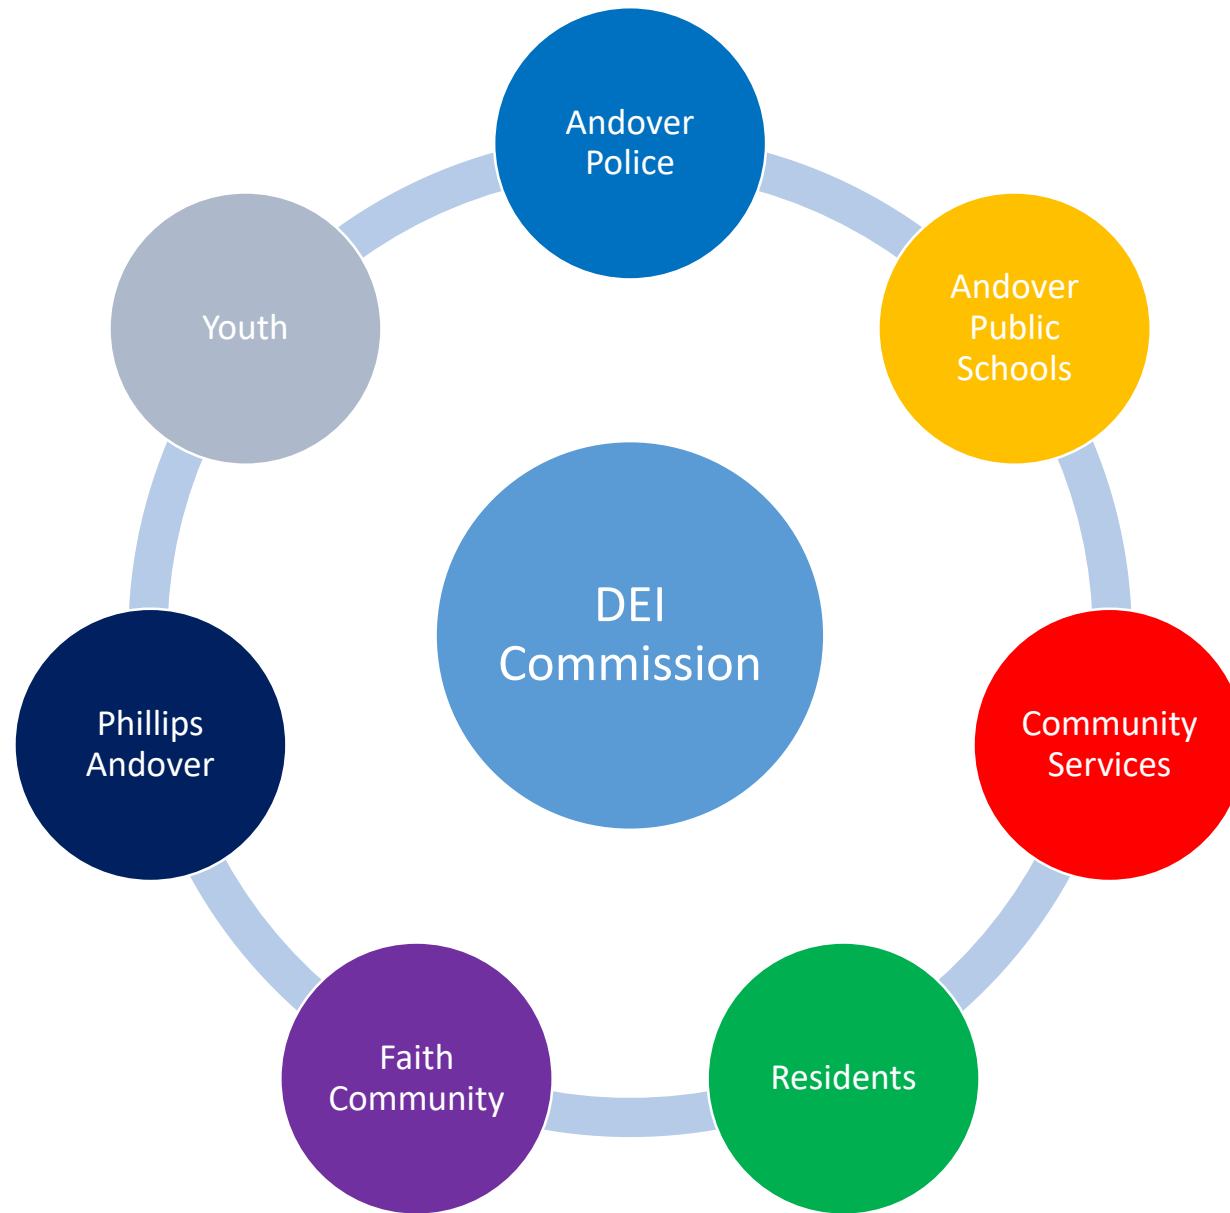 Andover
Police
Andover
Public
Schools
Youth
DEI
Commission
Phillips
Andover
Community
Services
Faith
Community
Residents